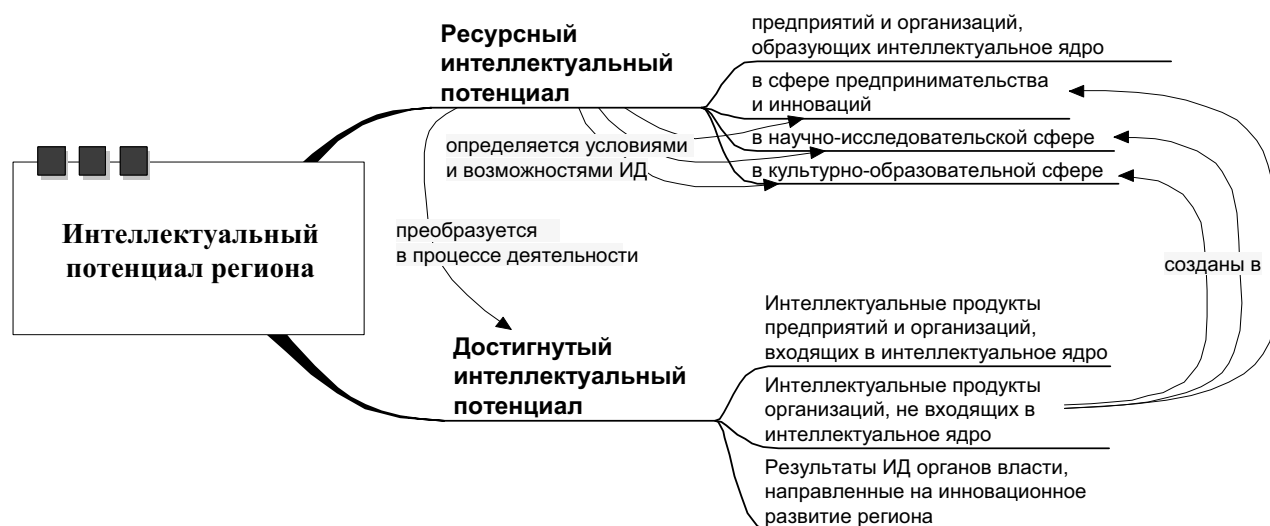 Интеллектуальный
потенциал региона
Ресурсный
интеллектуальный
потенциал
предприятий и организаций,
образующих интеллектуальное ядро
в сфере предпринимательства
и инноваций
в научно-исследовательской сфере
в культурно-образовательной сфере
определяется условиями
и возможностями ИД
преобразуется
в процессе деятельности
созданы в
Достигнутый
интеллектуальный
потенциал
Интеллектуальные продукты
предприятий и организаций,
входящих в интеллектуальное ядро
Интеллектуальные продукты
организаций, не входящих в
интеллектуальное ядро
Результаты ИД органов власти,
направленные на инновационное
развитие региона